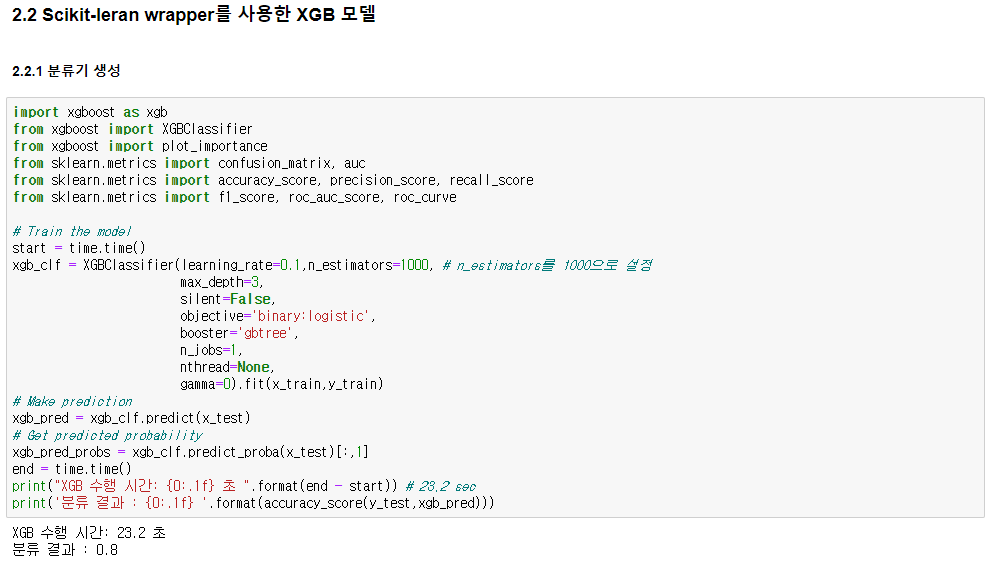 2.2 Scikit-leran wrapper를 사용한 XGB 모델
2.2.1 분류기 생성
import xgboost as xgb
from xgboost import XGBClassifier
from xgboost import plot_importance
from sklearn.metrics import confusion_matrix, auc
from sklearn.metrics import accuracy_score, precision_score, recall_score
from sklearn.metrics import f1_score, roc_auc_score, roc_curve
# Train the model
start = time.time()
xgb_clf = XGBClassifier(learning_rate=0.1,n_estimators=1000, # n_estimators를 1000으로 설정
max_depth=3,
silent=False,
objective='binary:logistic',
booster='gbtree',
n_jobs=1,
nthread=None,
gamma=0).fit(x_train,y_train)
# Make prediction
xgb_pred = xgb_clf.predict(x_test)
# Get predicted probability
xgb_pred_probs = xgb_clf.predict_proba(x_test)[:,1]
end = time.time()
print("XGB 수행 시간: {0:.1f} 초 ".format(end - start)) # 23.2 sec
print('분류 결과 : {0:.1f} '.format(accuracy_score(y_test,xgb_pred)))
XGB 수행 시간: 23.2 초
분류 결과 : 0.8